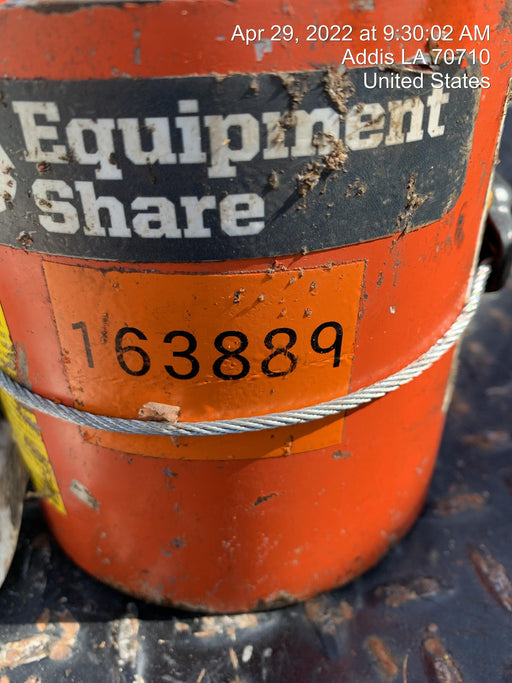 Apr 29, 2022 at 9:30:02 AM
Addis LA 70710
United States
Equipment
Share
163889